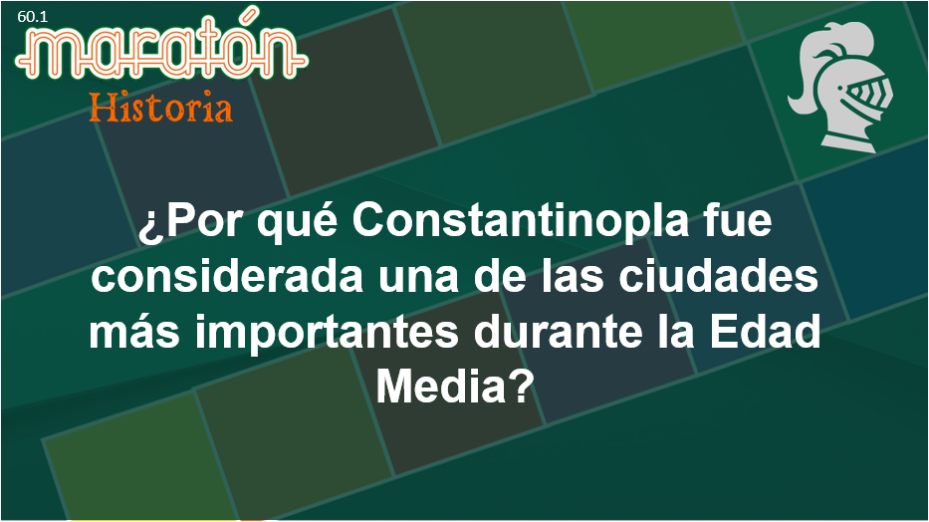 60.1
maratón
Historia
¿Por qué Constantinopla fue
considerada una de las ciudades
más importantes durante la Edad
Media?